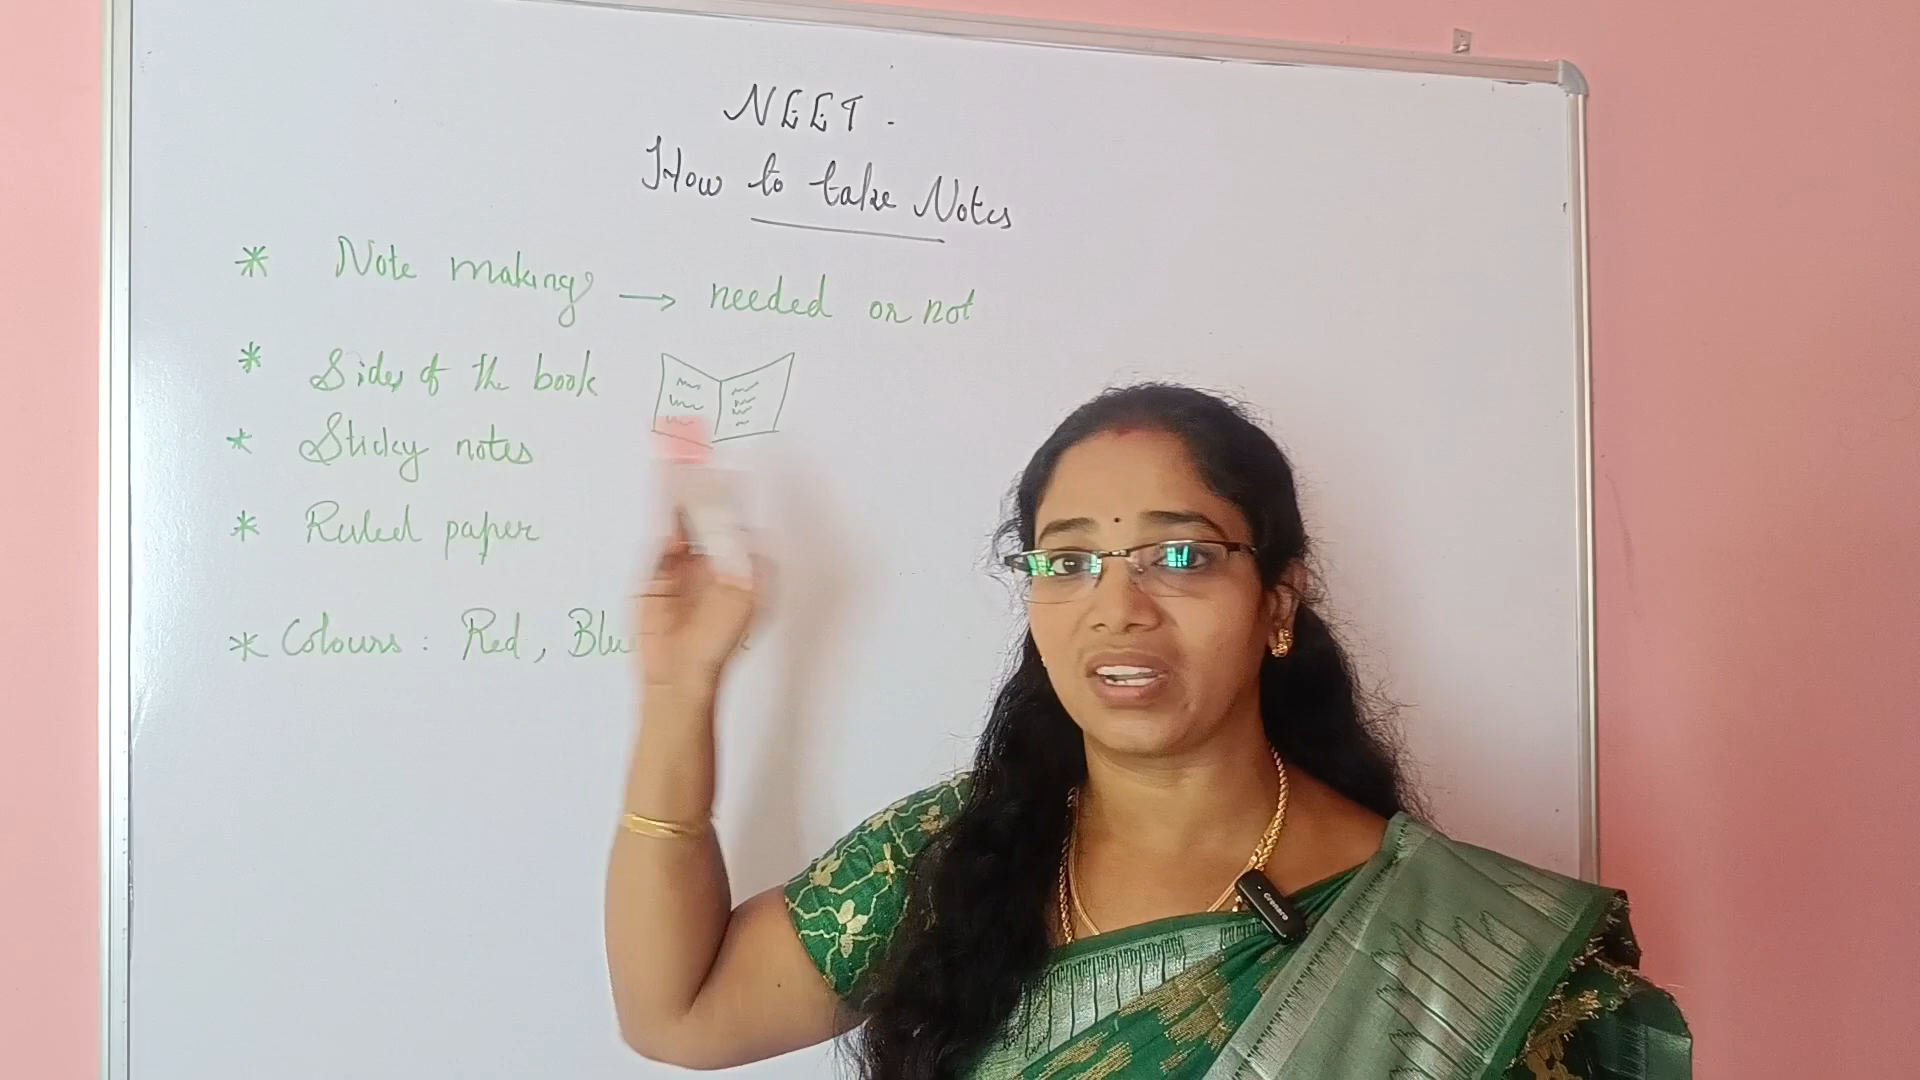 NEET.
How to take Notes
* Note making → needed or not
* Sides of the book
* Sticky notes
* Ruled paper
* Colours : Red, Blu